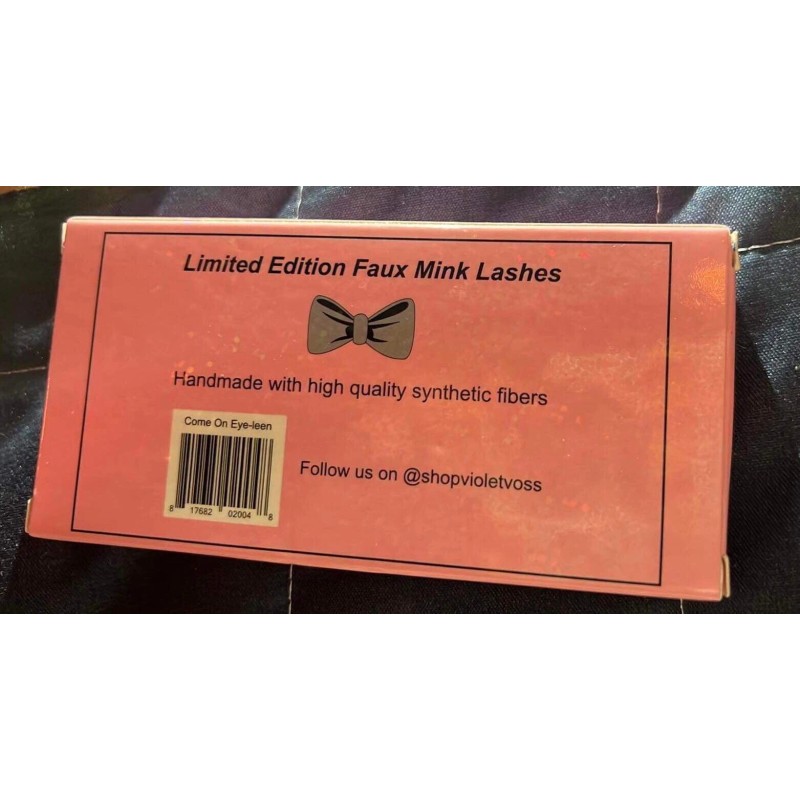 Limited Edition Faux Mink Lashes
Handmade with high quality synthetic fibers
Come On Eye-leen
8 17682 02004 8
Follow us on @shopvioletvoss